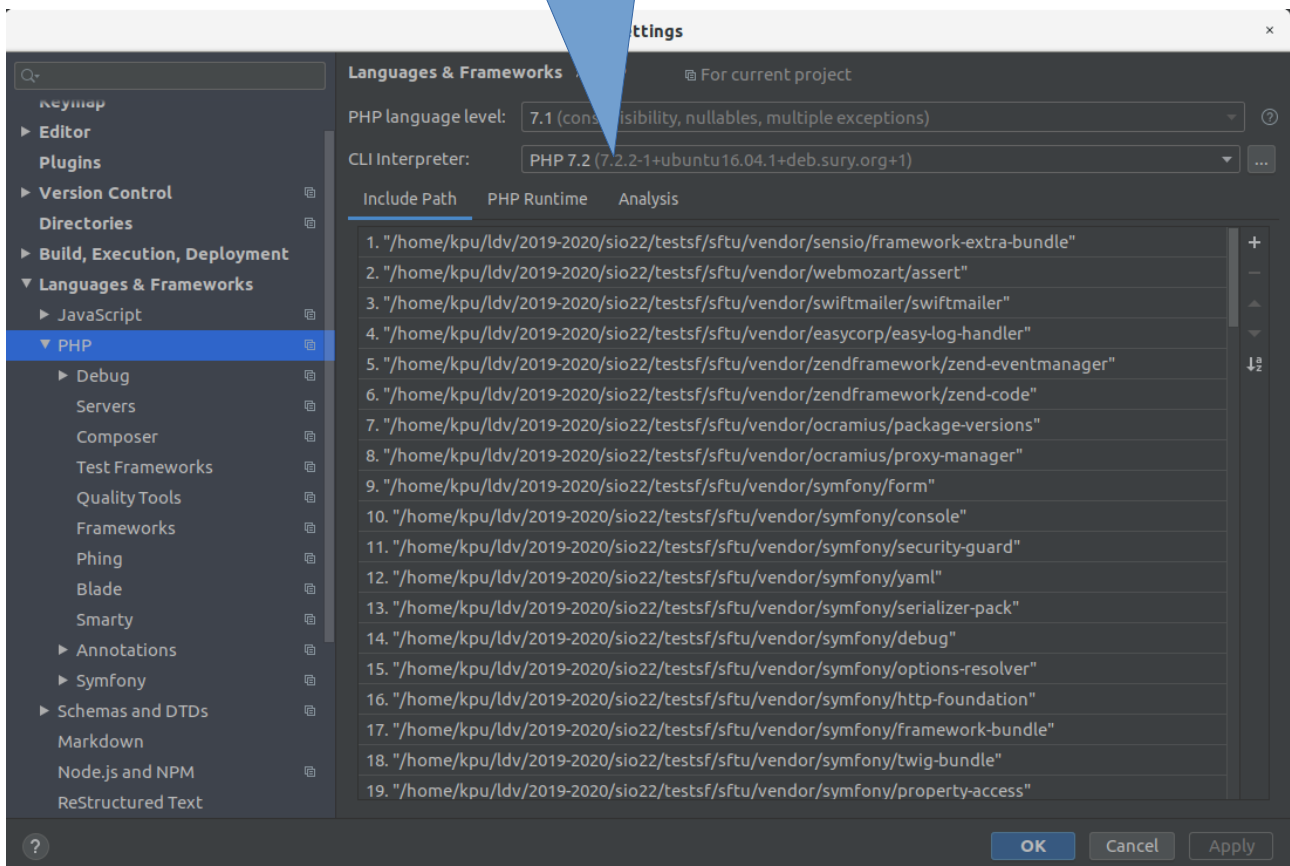 ttings
×
Languages & Frameworks
For current project
Keymap
Editor
Plugins
Version Control
Directories
Build, Execution, Deployment
Languages & Frameworks
JavaScript
PHP
Debug
Servers
Composer
Test Frameworks
Quality Tools
Frameworks
Phing
Blade
Smarty
Annotations
Symfony
Schemas and DTDs
Markdown
Node.js and NPM
ReStructured Text
PHP language level: 7.1 (cons isibility, nullables, multiple exceptions)
?
CLI Interpreter: PHP 7.2 (7.2.2-1+ubuntu16.04.1+deb.sury.org+1)
...
Include Path PHP Runtime Analysis
1. "/home/kpu/ldv/2019-2020/sio22/testsf/sftu/vendor/sensio/framework-extra-bundle"
2. "/home/kpu/ldv/2019-2020/sio22/testsf/sftu/vendor/webmozart/assert"
3. "/home/kpu/ldv/2019-2020/sio22/testsf/sftu/vendor/swiftmailer/swiftmailer"
4. "/home/kpu/ldv/2019-2020/sio22/testsf/sftu/vendor/easycorp/easy-log-handler"
5. "/home/kpu/ldv/2019-2020/sio22/testsf/sftu/vendor/zendframework/zend-eventmanager"
6. "/home/kpu/ldv/2019-2020/sio22/testsf/sftu/vendor/zendframework/zend-code"
7. "/home/kpu/ldv/2019-2020/sio22/testsf/sftu/vendor/ocramius/package-versions"
8. "/home/kpu/ldv/2019-2020/sio22/testsf/sftu/vendor/ocramius/proxy-manager"
9. "/home/kpu/ldv/2019-2020/sio22/testsf/sftu/vendor/symfony/form"
10. "/home/kpu/ldv/2019-2020/sio22/testsf/sftu/vendor/symfony/console"
11. "/home/kpu/ldv/2019-2020/sio22/testsf/sftu/vendor/symfony/security-guard"
12. "/home/kpu/ldv/2019-2020/sio22/testsf/sftu/vendor/symfony/yaml"
13. "/home/kpu/ldv/2019-2020/sio22/testsf/sftu/vendor/symfony/serializer-pack"
14. "/home/kpu/ldv/2019-2020/sio22/testsf/sftu/vendor/symfony/debug"
15. "/home/kpu/ldv/2019-2020/sio22/testsf/sftu/vendor/symfony/options-resolver"
16. "/home/kpu/ldv/2019-2020/sio22/testsf/sftu/vendor/symfony/http-foundation"
17. "/home/kpu/ldv/2019-2020/sio22/testsf/sftu/vendor/symfony/framework-bundle"
18. "/home/kpu/ldv/2019-2020/sio22/testsf/sftu/vendor/symfony/twig-bundle"
19. "/home/kpu/ldv/2019-2020/sio22/testsf/sftu/vendor/symfony/property-access"
?
OK Cancel Apply